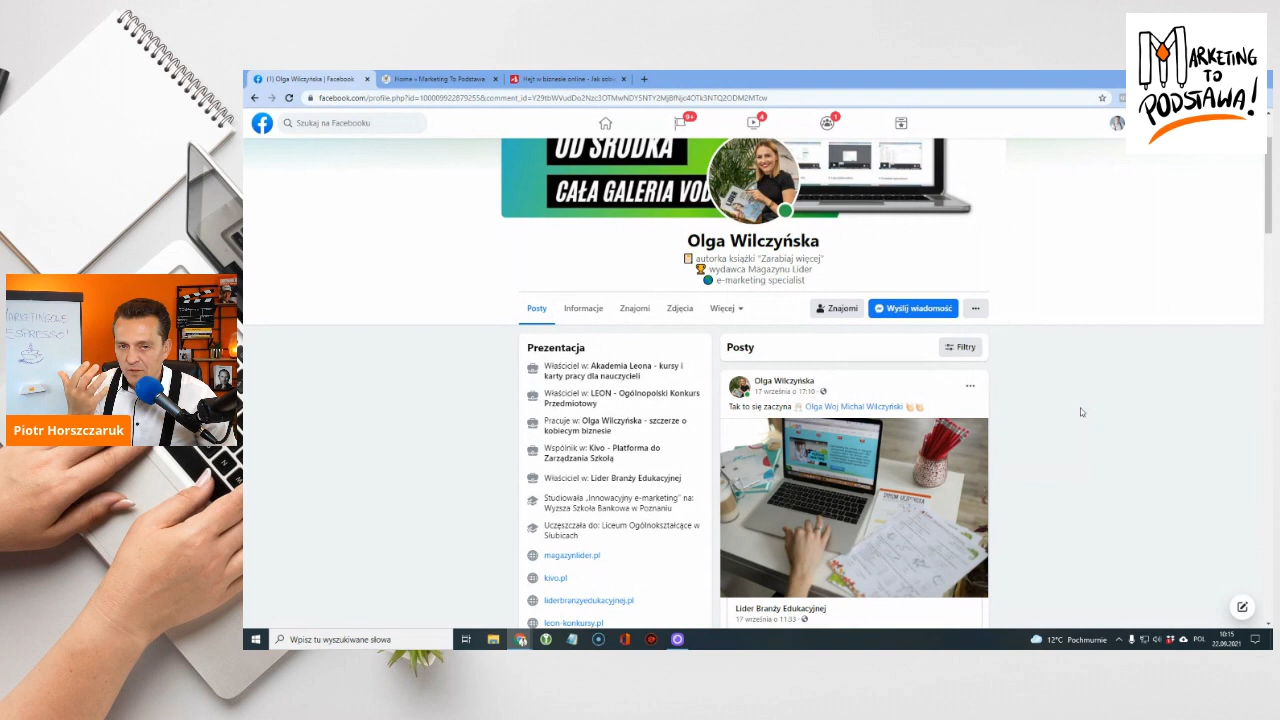 MARKETING
TO
PODSTAWA!
(1) Olga Wilczyńska | Facebook
Home » Marketing To Podstawa
Hejt w biznesie online - Jak sobie
facebook.com/profile.php?id=100009922879255&comment_id=
Szukaj na Facebooku
9+
4
1
OD ŚRODKA
CAŁA GALERIA VOD
Olga Wilczyńska
autorka książki "Zarabiaj więcej"
wydawca Magazynu Lider
e-marketing specialist
Posty
Informacje
Znajomi
Zdjęcia
Więcej
Znajomi
Wyślij wiadomość
Prezentacja
Właściciel w: Akademia Leona - kursy i
karty pracy dla nauczycieli
Właściciel w: LEON - Ogólnopolski Konkurs
Przedmiotowy
Pracuje w: Olga Wilczyńska - szczerze o
kobiecym biznesie
Wspólnik w: Kivo - Platforma do
Zarządzania Szkołą
Właściciel w: Lider Branży Edukacyjnej
Studiowała „Innowacyjny e-marketing" na:
Wyższa Szkoła Bankowa w Poznaniu
Uczęszczała do: Liceum Ogólnokształcące w
Słubicach
magazynlider.pl
kivo.pl
liderbranzyedukacyjnej.pl
leon-konkursy.pl
Posty
Filtry
Olga Wilczyńska
17 września o 17:10
Tak to się zaczyna Olga Woj Michał Wilczyński
Lider Branży Edukacyjnej
17 września o 11:33
Piotr Horszczaruk
Wpisz tu wyszukiwane słowa
12°C Pochmurnie
POL
10:15
22.09.2021